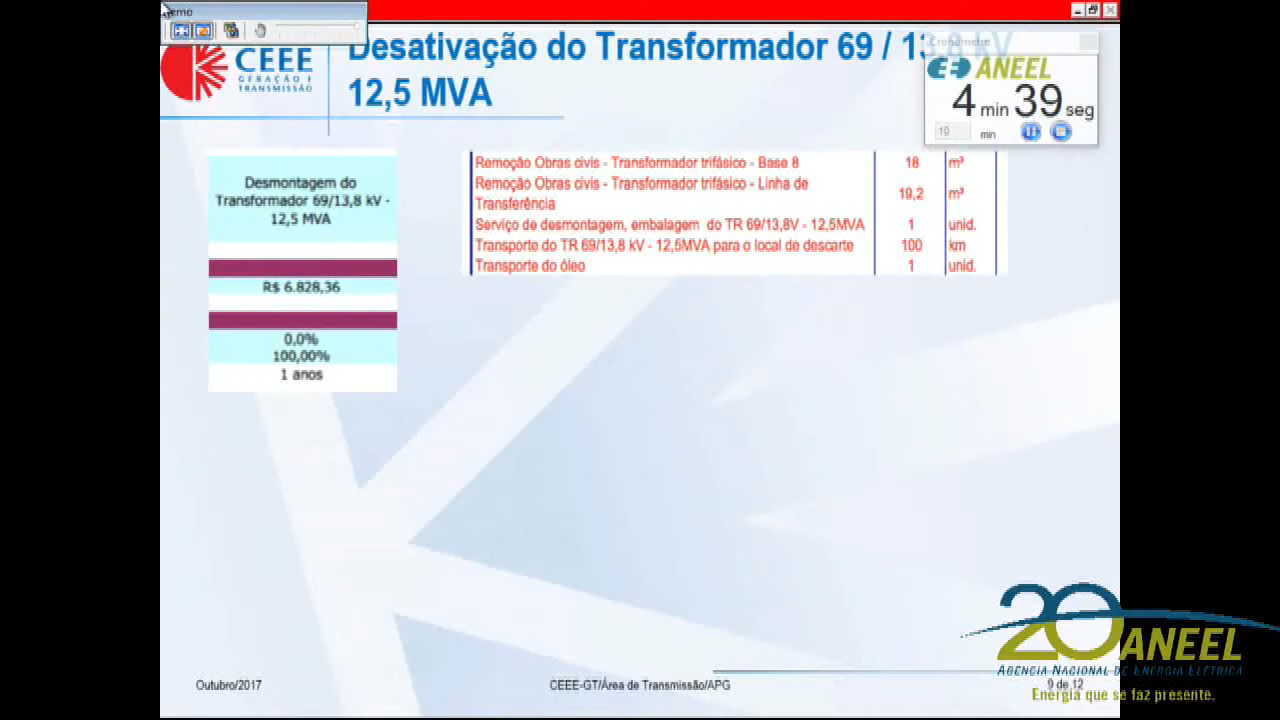 emo
CEEE
GERAÇÃO E
TRANSMISSÃO
Desativação do Transformador 69 / 13,8 kV
12,5 MVA
Cronômetro
ANEEL
4 min 39 seg
10 min
Desmontagem do
Transformador 69/13,8 kV -
12,5 MVA
R$ 6.828,36
0,0%
100,00%
1 anos
Remoção Obras civis - Transformador trifásico - Base 8 18 m³
Remoção Obras civis - Transformador trifásico - Linha de
Transferência 19,2 m³
Serviço de desmontagem, embalagem do TR 69/13,8V - 12,5MVA 1 unid.
Transporte do TR 69/13,8 kV - 12,5MVA para o local de descarte 100 km
Transporte do óleo 1 unid.
Outubro/2017
CEEE-GT/Área de Transmissão/APG
9 de 12
20 ANEEL
AGENCIA NACIONAL DE ENERGIA ELÉTRICA
Energia que se faz presente.